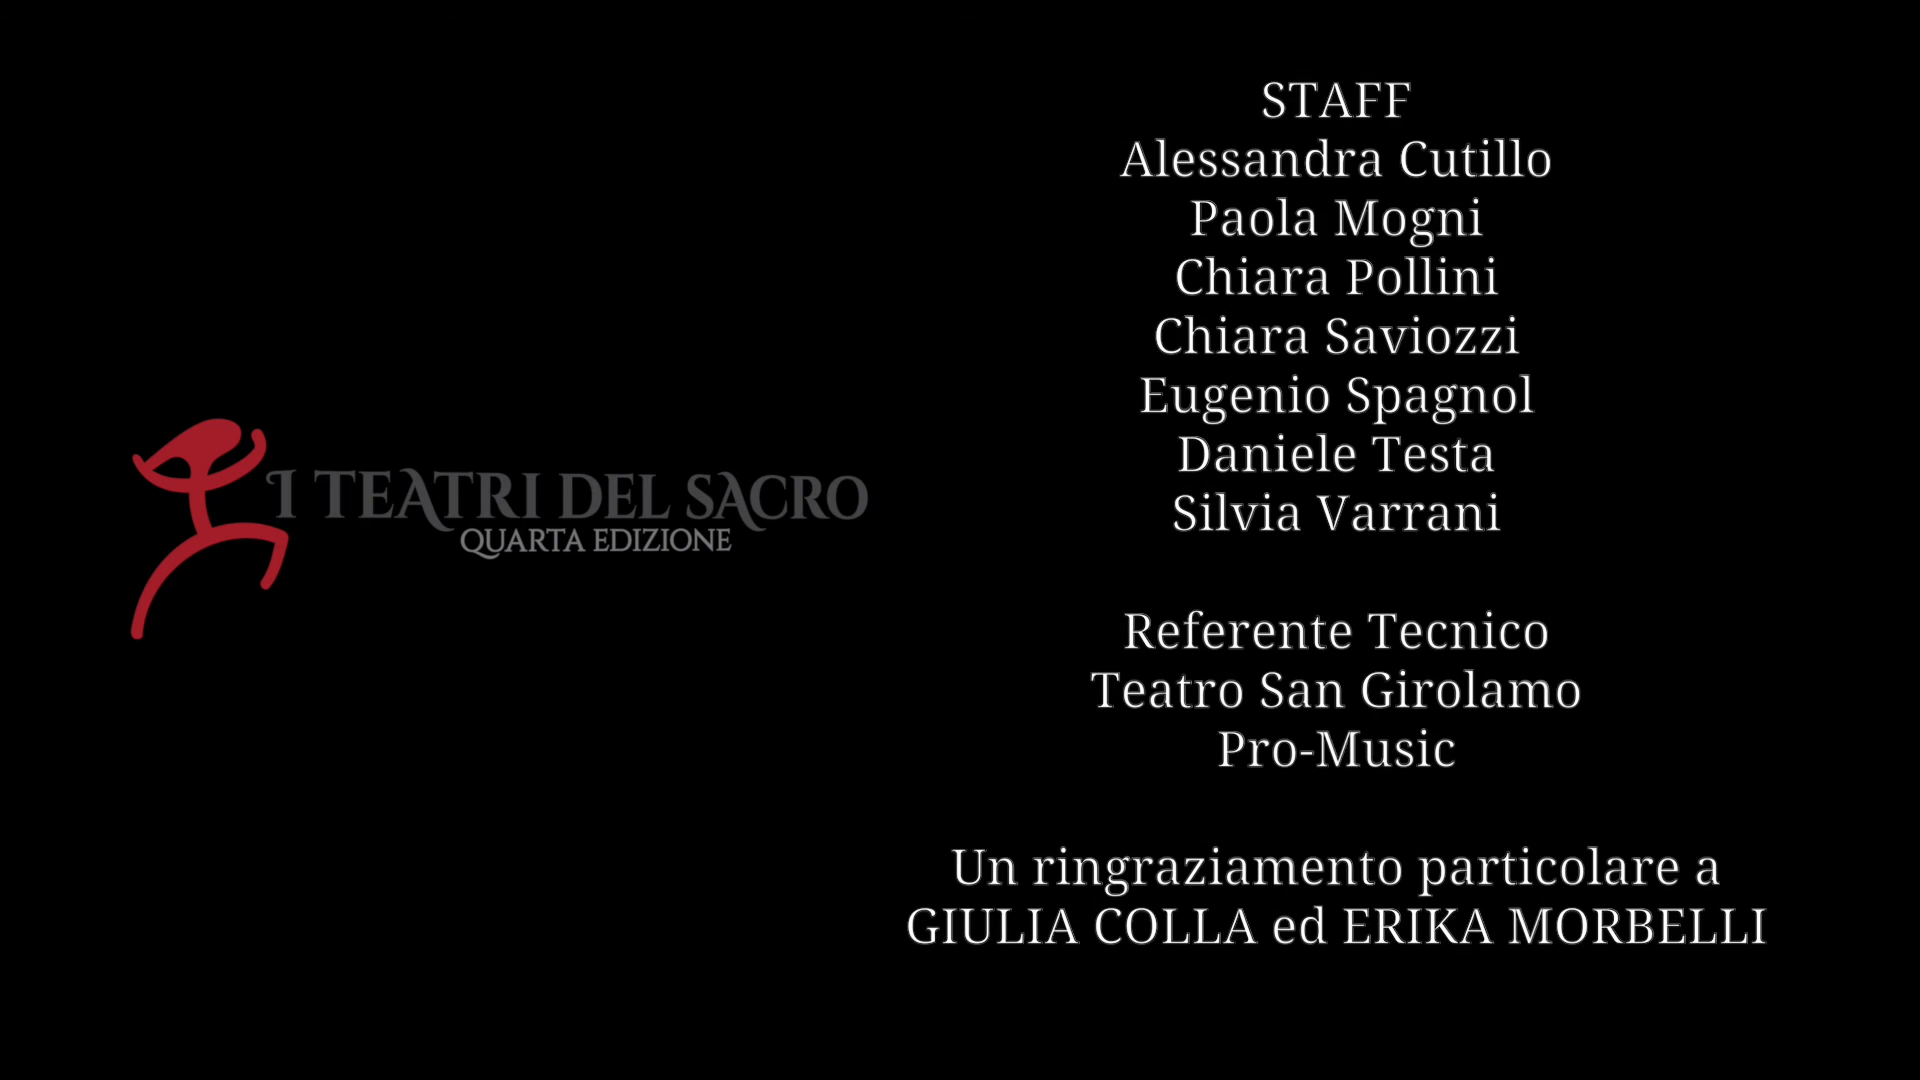 I TEATRI DEL SACRO
QUARTA EDIZIONE
STAFF
Alessandra Cutillo
Paola Mogni
Chiara Pollini
Chiara Saviozzi
Eugenio Spagnol
Daniele Testa
Silvia Varrani
Referente Tecnico
Teatro San Girolamo
Pro-Music
Un ringraziamento particolare a
GIULIA COLLA ed ERIKA MORBELLI